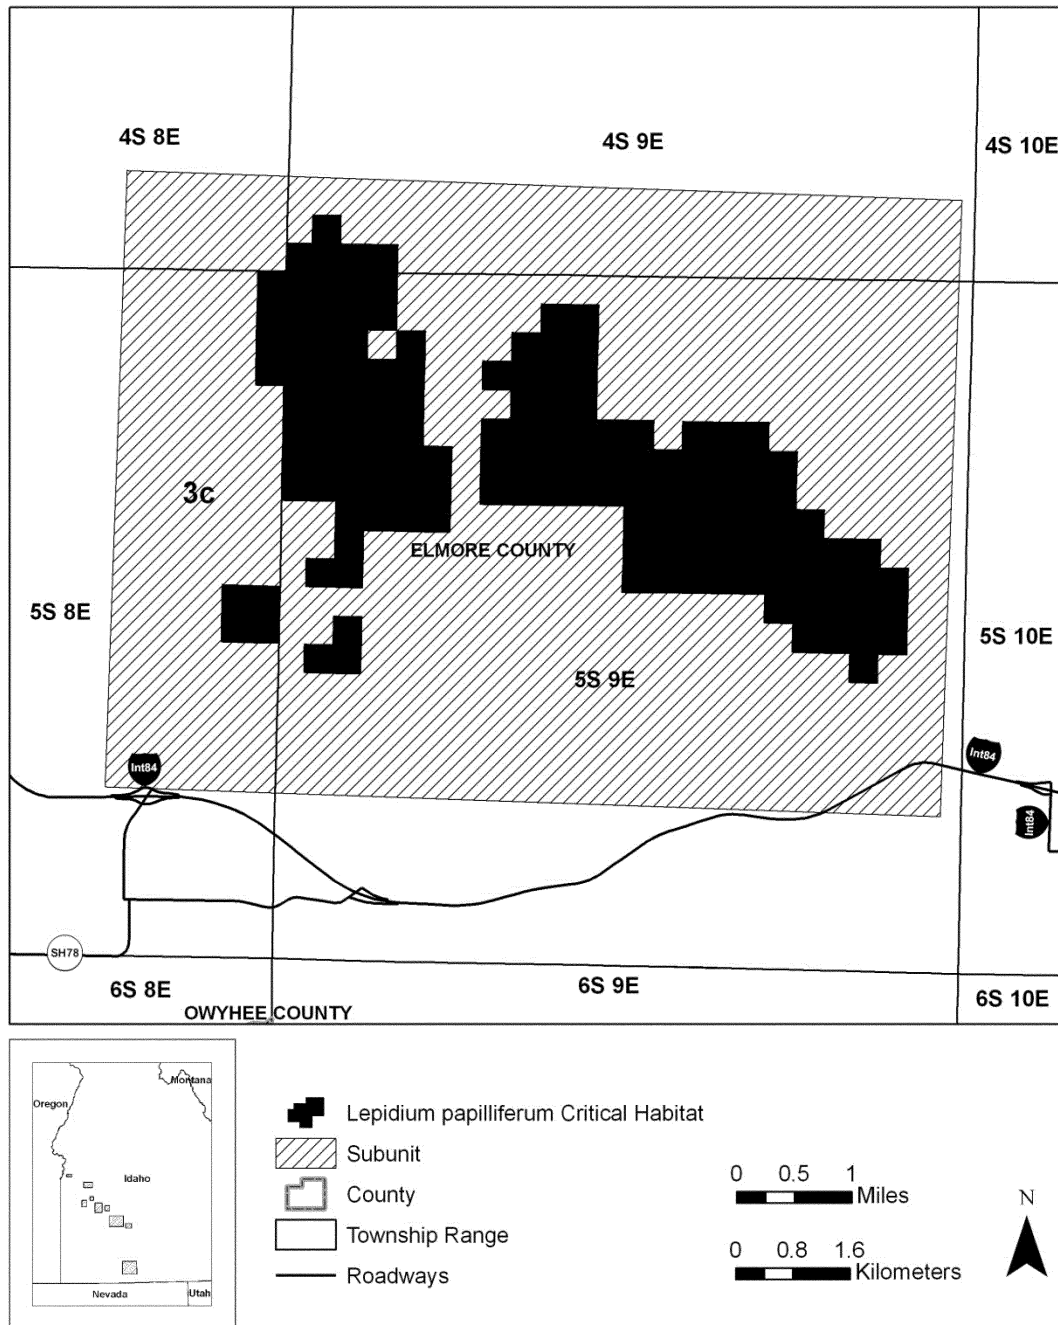 4S 8E
4S 9E
4S 10E
3c
ELMORE COUNTY
5S 8E
5S 9E
5S 10E
Int84
Int84
Int84
SH78
6S 8E
6S 9E
6S 10E
OWYHEE COUNTY
Oregon
Montana
Idaho
Nevada
Utah
Lepidium papilliferum Critical Habitat
Subunit
County
Township Range
Roadways
0 0.5 1
Miles
0 0.8 1.6
Kilometers
N